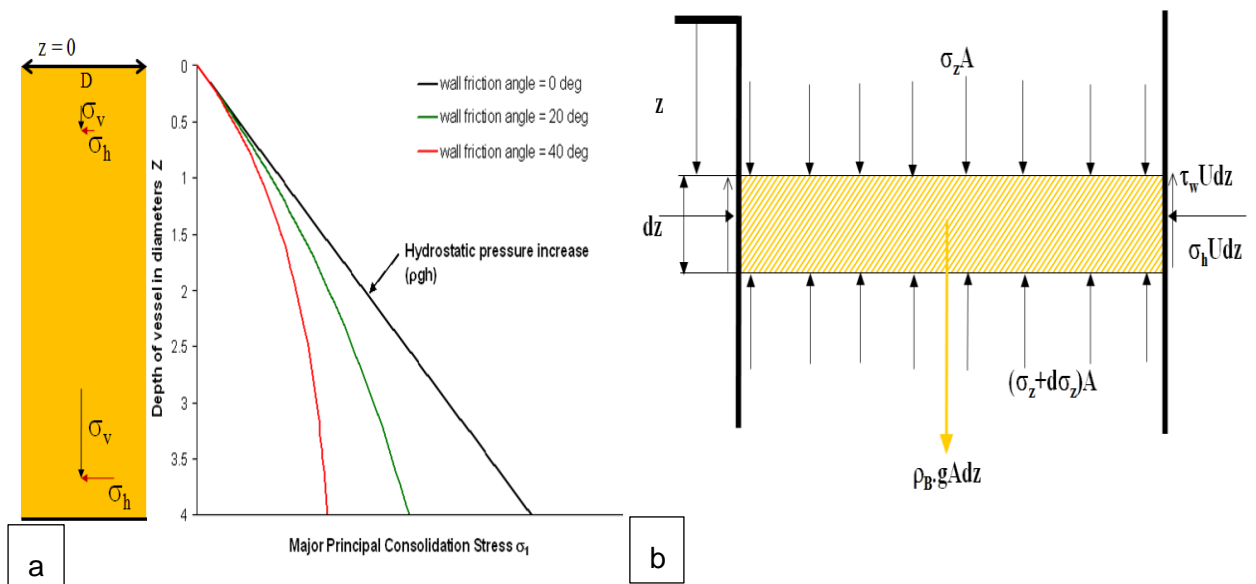 z = 0
D
σv
σh
σv
σh
a
Depth of vessel in diameters Z
0
0.5
1
1.5
2
2.5
3
3.5
4
wall friction angle = 0 deg
wall friction angle = 20 deg
wall friction angle = 40 deg
Hydrostatic pressure increase
(ρgh)
Major Principal Consolidation Stress σ1
b
z
dz
σzA
τwUdz
σhUdz
(σz+dσz)A
ρB.gAdz